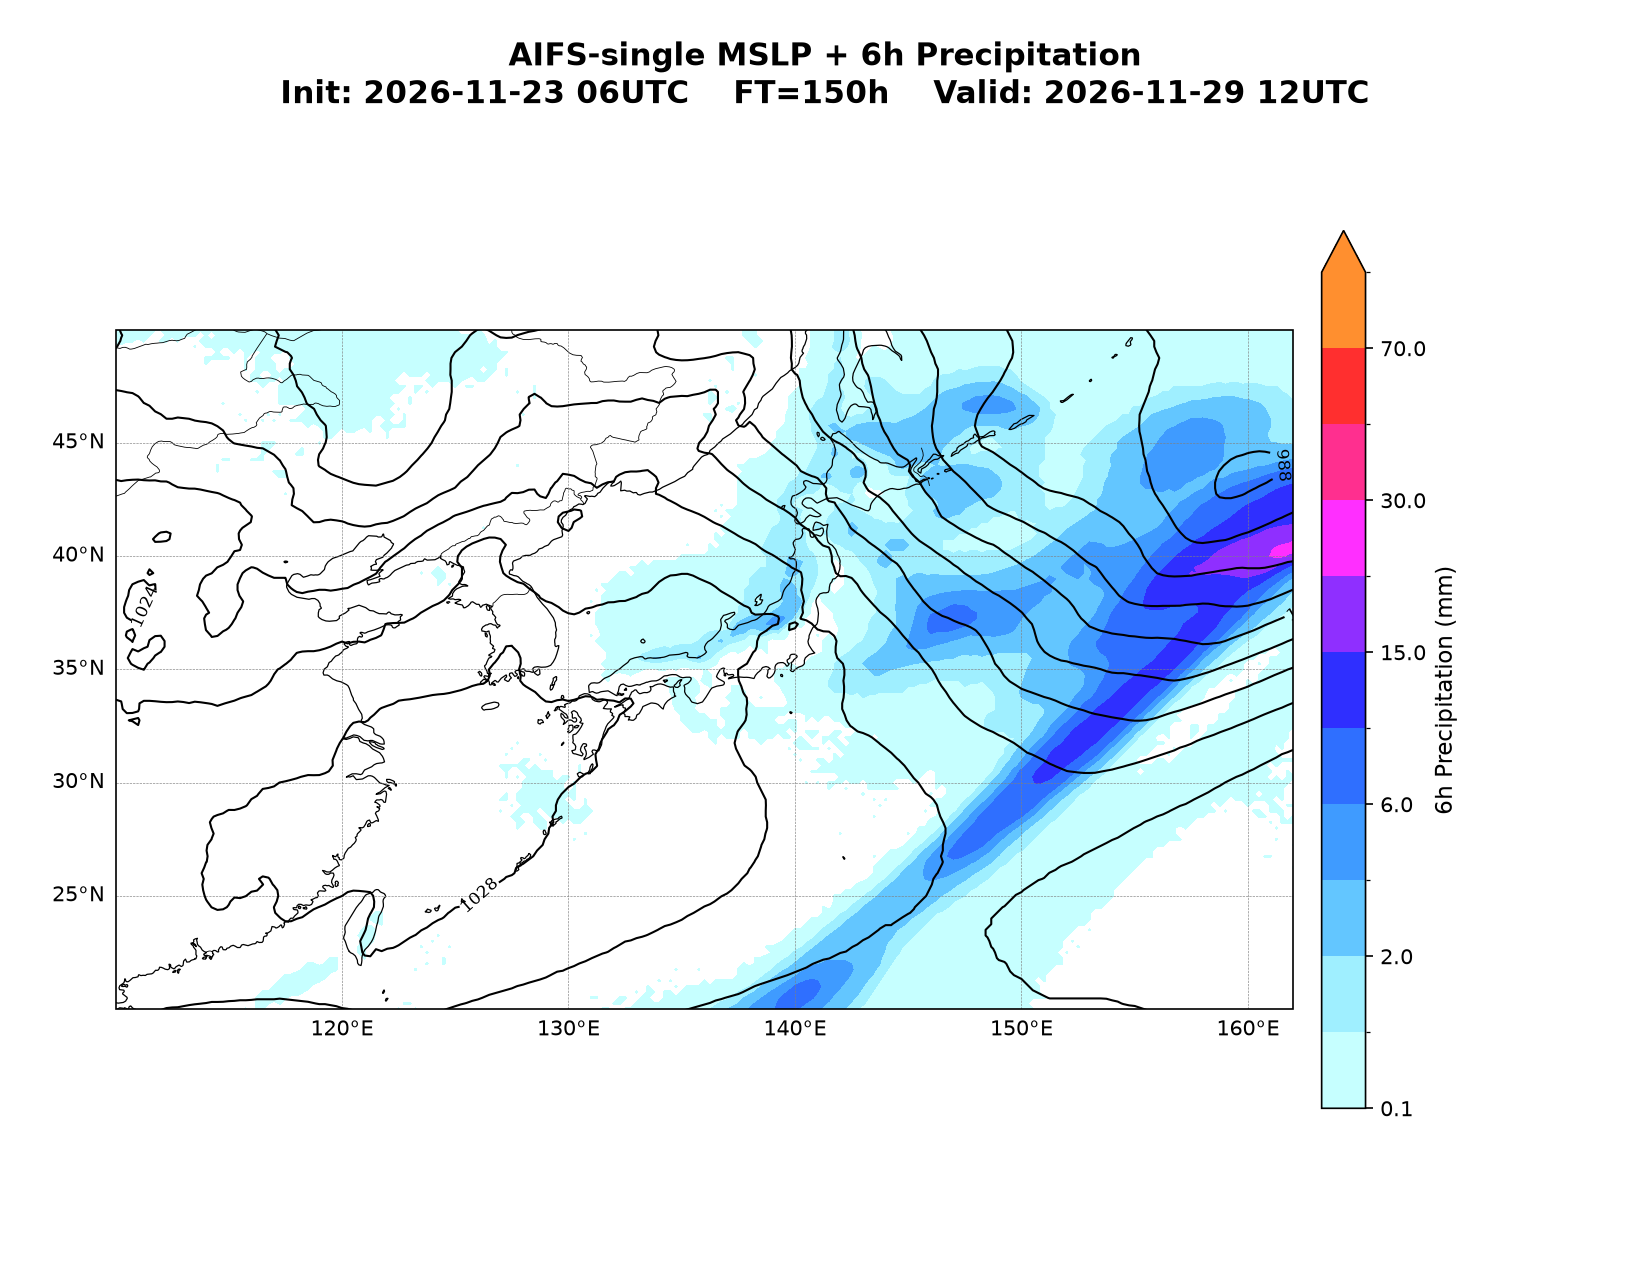 AIFS-single MSLP + 6h Precipitation
Init: 2026-11-23 06UTC    FT=150h    Valid: 2026-11-29 12UTC
45°N
40°N
35°N
30°N
25°N
120°E
130°E
140°E
150°E
160°E
1024
1028
988
70.0
30.0
15.0
6.0
2.0
0.1
6h Precipitation (mm)